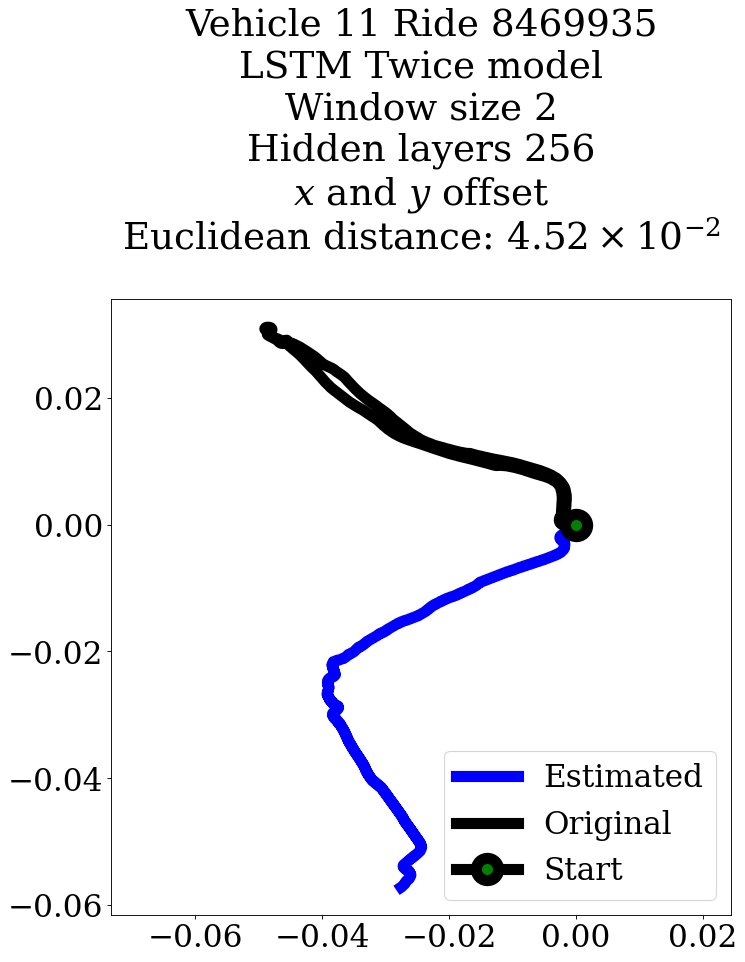 Vehicle 11 Ride 8469935
LSTM Twice model
Window size 2
Hidden layers 256
x and y offset
Euclidean distance: 4.52 × 10⁻²
0.02
0.00
−0.02
−0.04
−0.06
Estimated
Original
Start
−0.06 −0.04 −0.02 0.00 0.02